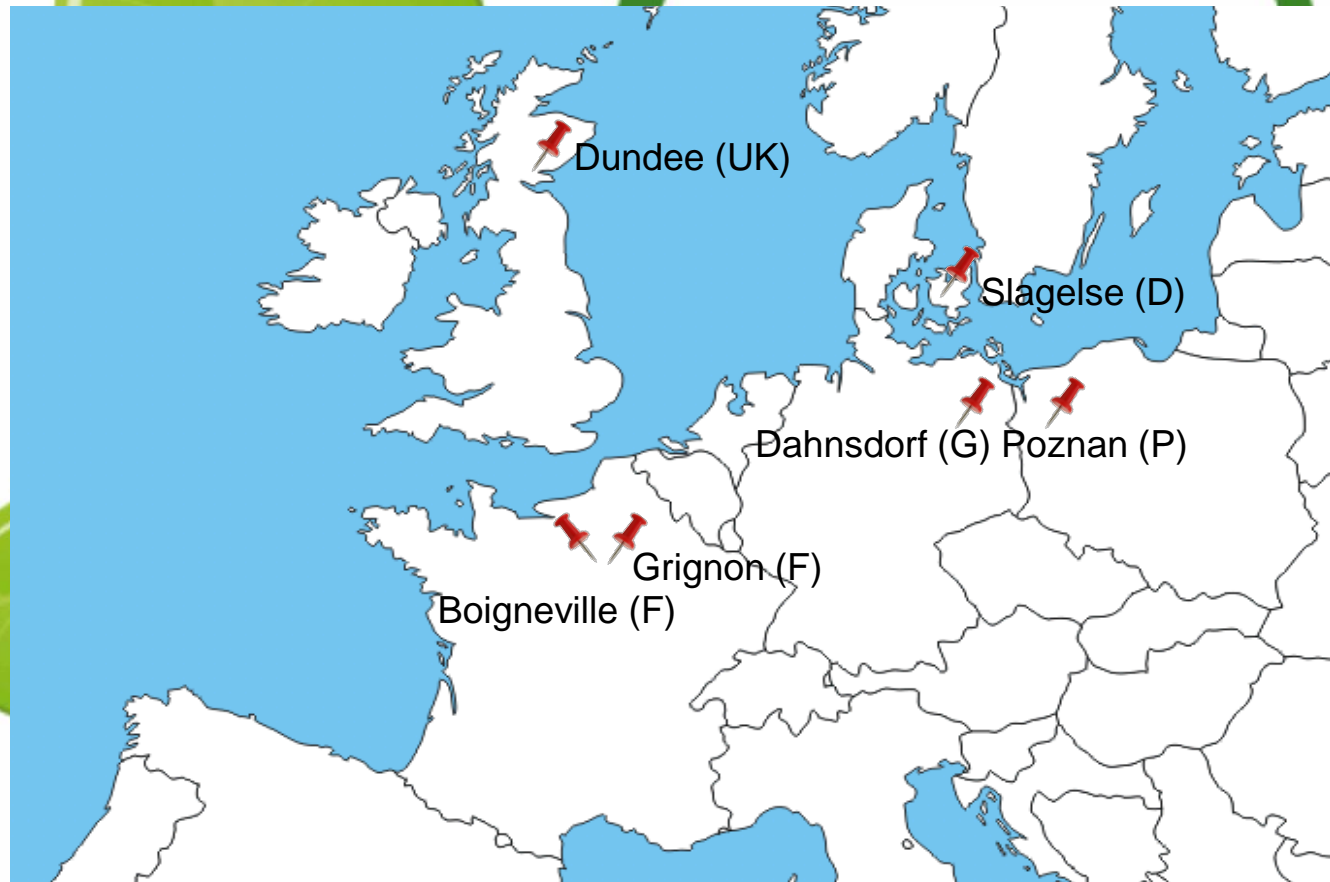 Dundee (UK)
Slagelse (D)
Dahnsdorf (G) Poznan (P)
Grignon (F)
Boigneville (F)